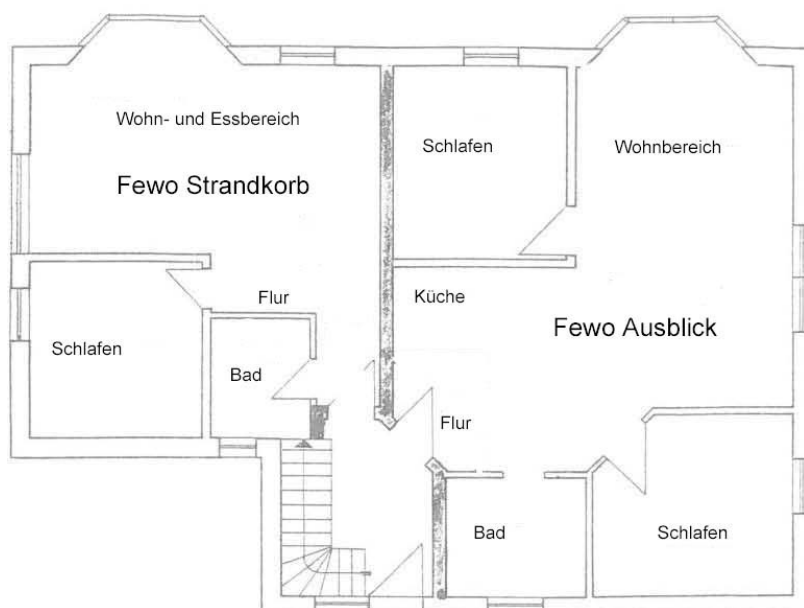 Wohn- und Essbereich
Fewo Strandkorb
Flur
Schlafen
Bad
Schlafen
Wohnbereich
Küche
Fewo Ausblick
Flur
Bad
Schlafen